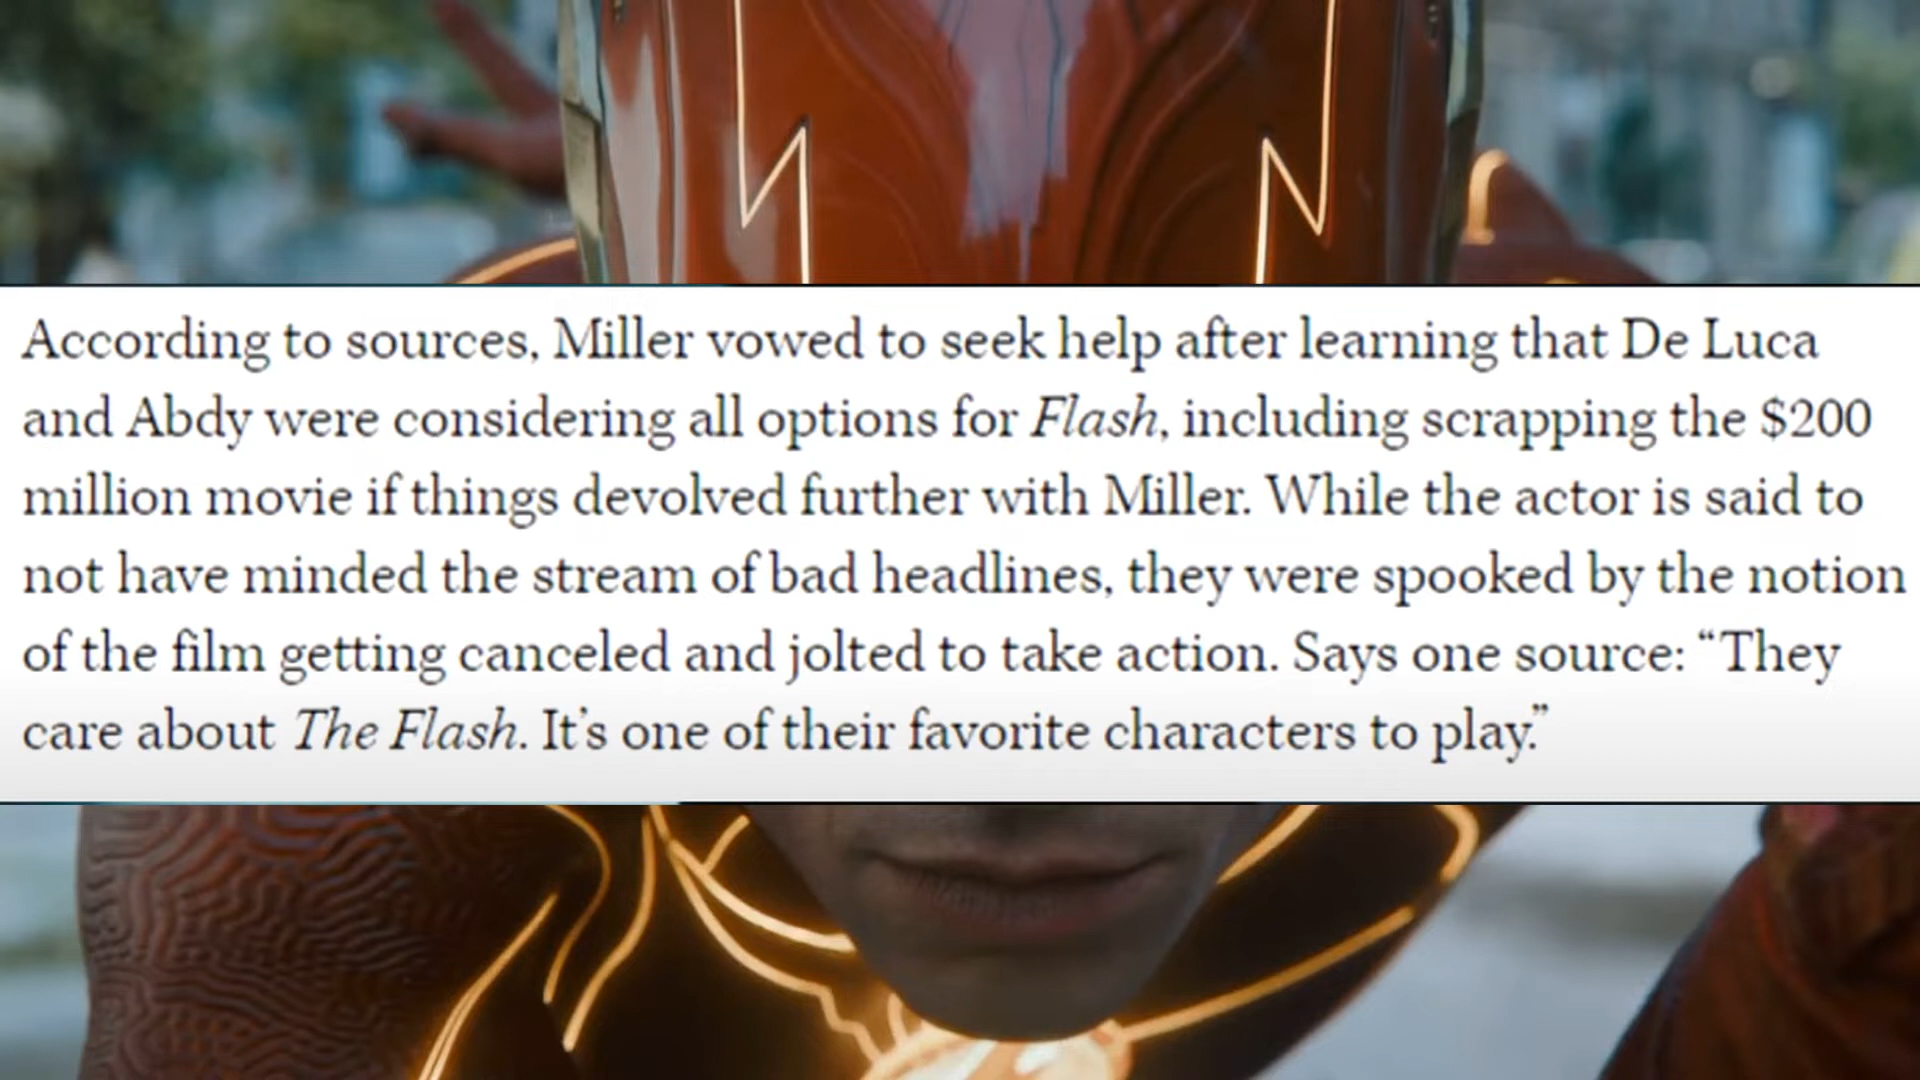 According to sources, Miller vowed to seek help after learning that De Luca
and Abdy were considering all options for Flash, including scrapping the $200
million movie if things devolved further with Miller. While the actor is said to
not have minded the stream of bad headlines, they were spooked by the notion
of the film getting canceled and jolted to take action. Says one source: “They
care about The Flash. It’s one of their favorite characters to play.”